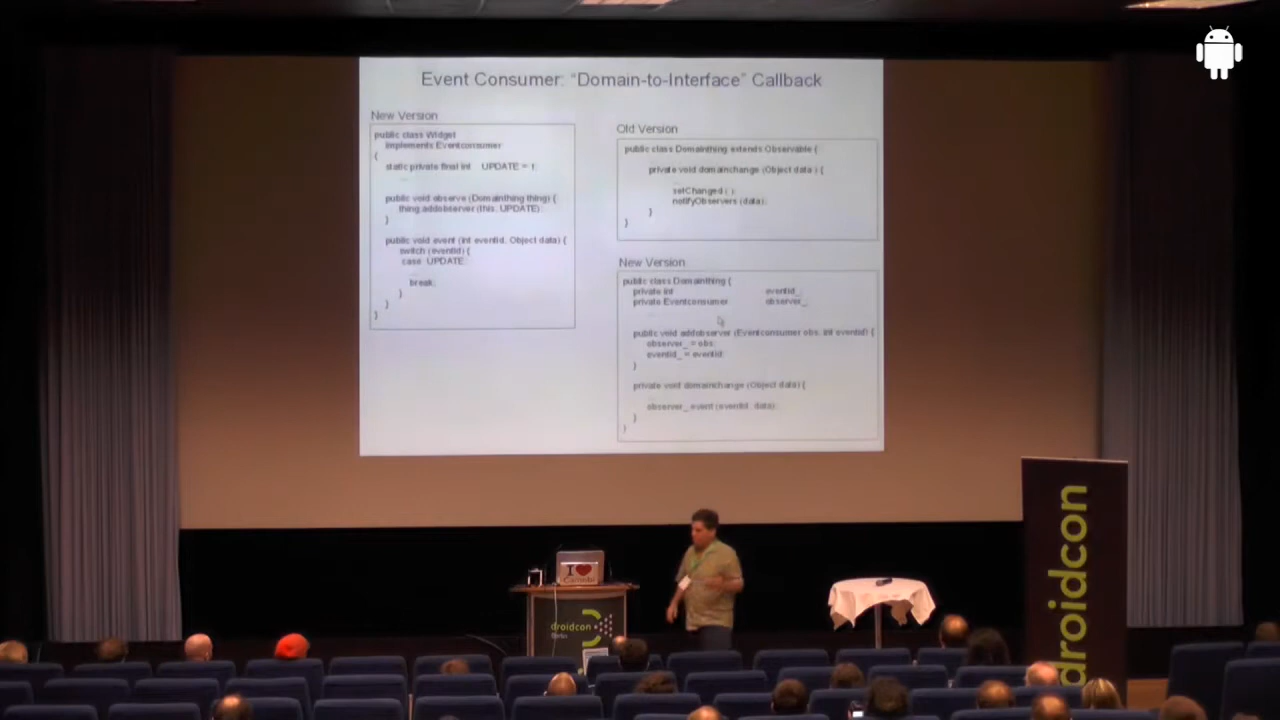 Event Consumer: "Domain-to-Interface" Callback
New Version
public class Widget
implements Eventconsumer
{
static private final int UPDATE = 1;
public void observe (Domainthing thing) {
thing.addobserver (this, UPDATE);
}
public void event (int eventId, Object data) {
switch (eventId) {
case UPDATE:
break;
}
}
}
Old Version
public class Domainthing extends Observable {
private void domainchange (Object data ) {
setChanged ( );
notifyObservers (data);
}
}
New Version
public class Domainthing {
private int eventId_;
private Eventconsumer observer_;
public void addobserver (Eventconsumer obs, int eventId) {
observer_ = obs;
eventId_ = eventId;
}
private void domainchange (Object data) {
observer_.event (eventId, data);
}
}
I
droidcon
Berlin
droidcon